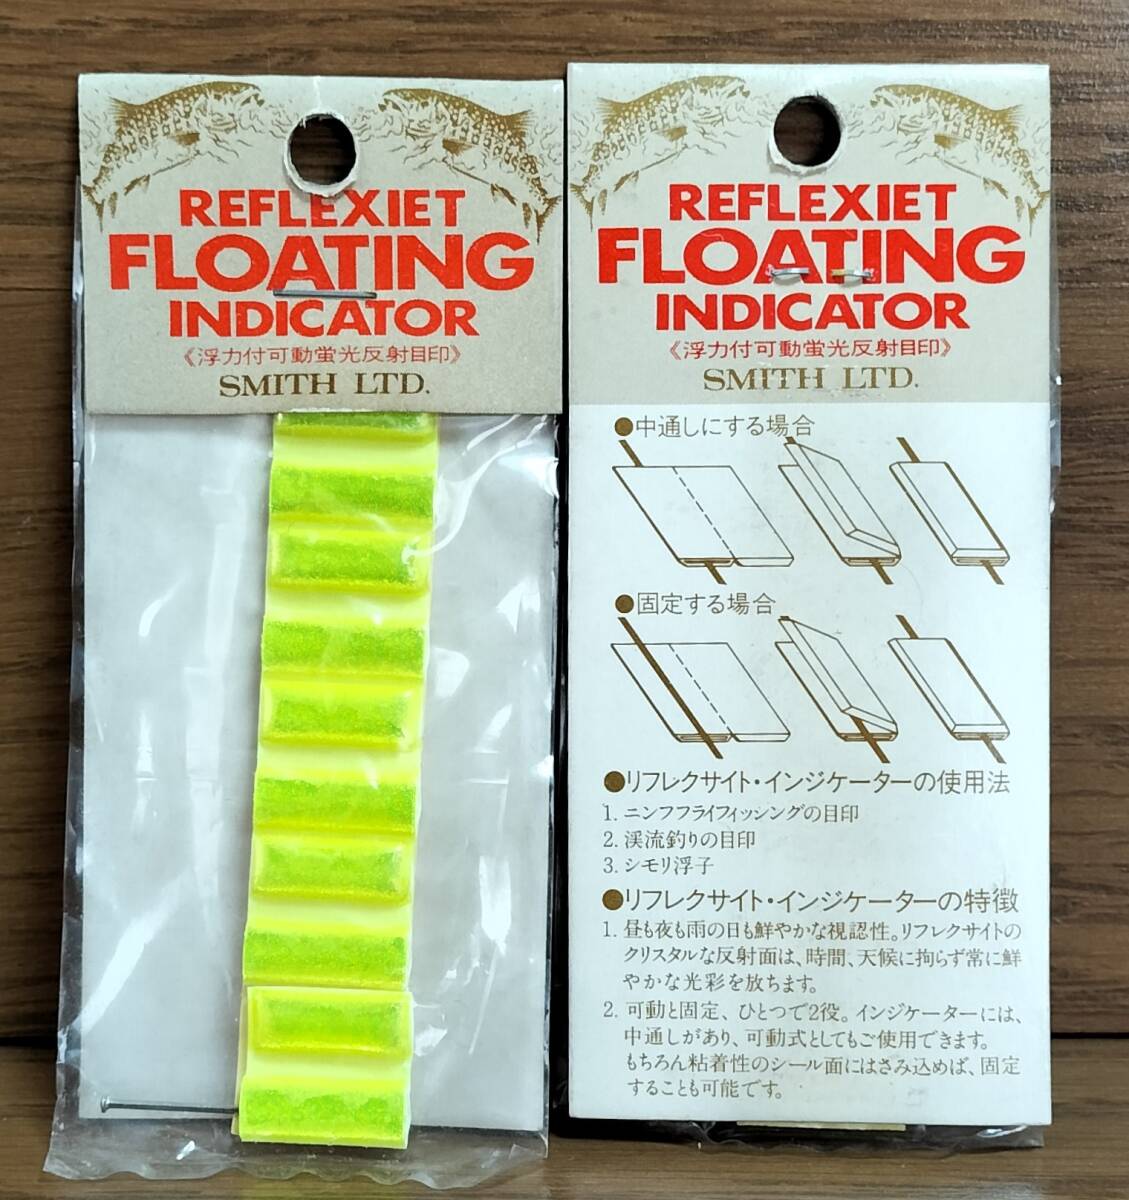 REFLEXIET
FLOATING
INDICATOR
《浮力付可動蛍光反射目印》
SMITH LTD.
REFLEXIET
FLOATING
INDICATOR
《浮力付可動蛍光反射目印》
SMITH LTD.
●中通しにする場合
●固定する場合
●リフレクサイト・インジケーターの使用法
1. ニンフフライフィッシングの目印
2. 渓流釣りの目印
3. シモリ浮子
●リフレクサイト・インジケーターの特徴
1. 昼も夜も雨の日も鮮やかな視認性。リフレクサイトの
クリスタルな反射面は、時間、天候に拘らず常に鮮
やかな光彩を放ちます。
2. 可動と固定、ひとつで2役。インジケーターには、
中通しがあり、可動式としてもご使用できます。
もちろん粘着性のシール面にはさみ込めば、固定
することも可能です。